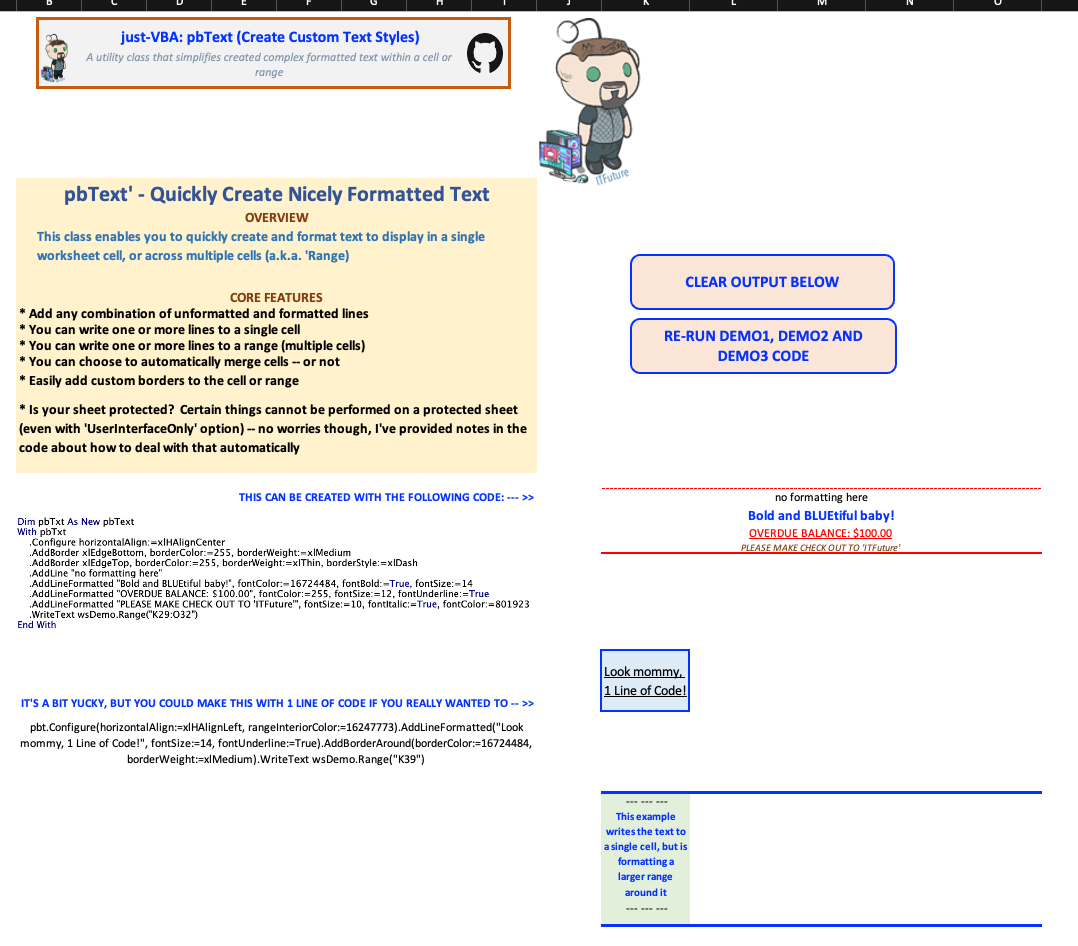 B C D E F G H I J K L M N O
just-VBA: pbText (Create Custom Text Styles)
A utility class that simplifies created complex formatted text within a cell or
range
ITFuture
pbText' - Quickly Create Nicely Formatted Text
OVERVIEW
This class enables you to quickly create and format text to display in a single
worksheet cell, or across multiple cells (a.k.a. 'Range)
CORE FEATURES
* Add any combination of unformatted and formatted lines
* You can write one or more lines to a single cell
* You can write one or more lines to a range (multiple cells)
* You can choose to automatically merge cells -- or not
* Easily add custom borders to the cell or range
* Is your sheet protected?  Certain things cannot be performed on a protected sheet
(even with 'UserInterfaceOnly' option) -- no worries though, I've provided notes in the
code about how to deal with that automatically
CLEAR OUTPUT BELOW
RE-RUN DEMO1, DEMO2 AND
DEMO3 CODE
THIS CAN BE CREATED WITH THE FOLLOWING CODE: --- >>
Dim pbTxt As New pbText
With pbTxt
.Configure horizontalAlign:=xlHAlignCenter
.AddBorder xlEdgeBottom, borderColor:=255, borderWeight:=xlMedium
.AddBorder xlEdgeTop, borderColor:=255, borderWeight:=xlThin, borderStyle:=xlDash
.AddLine "no formatting here"
.AddLineFormatted "Bold and BLUEtiful baby!", fontColor:=16724484, fontBold:=True, fontSize:=14
.AddLineFormatted "OVERDUE BALANCE: $100.00", fontColor:=255, fontSize:=12, fontUnderline:=True
.AddLineFormatted "PLEASE MAKE CHECK OUT TO 'ITFuture'", fontSize:=10, fontItalic:=True, fontColor:=801923
.WriteText wsDemo.Range("K29:O32")
End With
no formatting here
Bold and BLUEtiful baby!
OVERDUE BALANCE: $100.00
PLEASE MAKE CHECK OUT TO 'ITFuture'
Look mommy,
1 Line of Code!
IT'S A BIT YUCKY, BUT YOU COULD MAKE THIS WITH 1 LINE OF CODE IF YOU REALLY WANTED TO -- >>
pbt.Configure(horizontalAlign:=xlHAlignLeft, rangeInteriorColor:=16247773).AddLineFormatted("Look
mommy, 1 Line of Code!", fontSize:=14, fontUnderline:=True).AddBorderAround(borderColor:=16724484,
borderWeight:=xlMedium).WriteText wsDemo.Range("K39")
--- --- ---
This example
writes the text to
a single cell, but is
formatting a
larger range
around it
--- --- ---